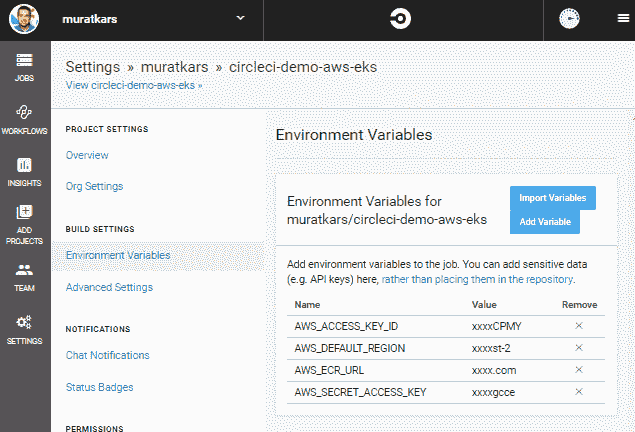 muratkars
JOBS
WORKFLOWS
INSIGHTS
ADD
PROJECTS
TEAM
SETTINGS
Settings » muratkars » circleci-demo-aws-eks
View circleci-demo-aws-eks »
PROJECT SETTINGS
Overview
Org Settings
BUILD SETTINGS
Environment Variables
Advanced Settings
NOTIFICATIONS
Chat Notifications
Status Badges
PERMISSIONS
Environment Variables
Environment Variables for
muratkars/circleci-demo-aws-eks
Import Variables
Add Variable
Add environment variables to the job. You can add sensitive data
(e.g. API keys) here, rather than placing them in the repository.
Name Value Remove
AWS_ACCESS_KEY_ID xxxxCPMY
AWS_DEFAULT_REGION xxxxst-2
AWS_ECR_URL xxxx.com
AWS_SECRET_ACCESS_KEY xxxxgcce